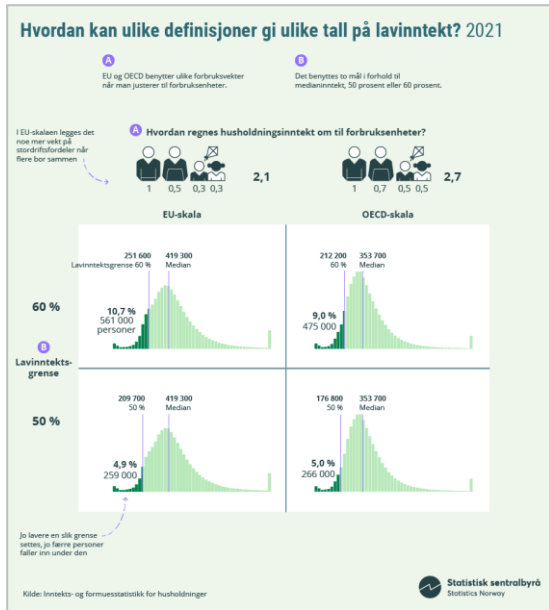 Hvordan kan ulike definisjoner gi ulike tall på lavinntekt? 2021
A
EU og OECD benytter ulike forbruksvekter
når man justerer til forbruksenheter.
B
Det benyttes to mål i forhold til
medianinntekt, 50 prosent eller 60 prosent.
I EU-skalaen legges det
noe mer vekt på
stordriftsfordeler når
flere bor sammen
A Hvordan regnes husholdningsinntekt om til forbruksenheter?
1 0,5 0,3 0,3 2,1
1 0,7 0,5 0,5 2,7
EU-skala
OECD-skala
60 %
251 600
Lavinntektsgrense 60 %
419 300
Median
10,7 %
561 000
personer
212 200
60 %
353 700
Median
9,0 %
475 000
B
Lavinntekts-
grense
50 %
209 700
50 %
419 300
Median
4,9 %
259 000
176 800
50 %
353 700
Median
5,0 %
266 000
Jo lavere en slik grense
settes, jo færre personer
faller inn under den
Kilde: Inntekts- og formuesstatistikk for husholdninger
Statistisk sentralbyrå
Statistics Norway